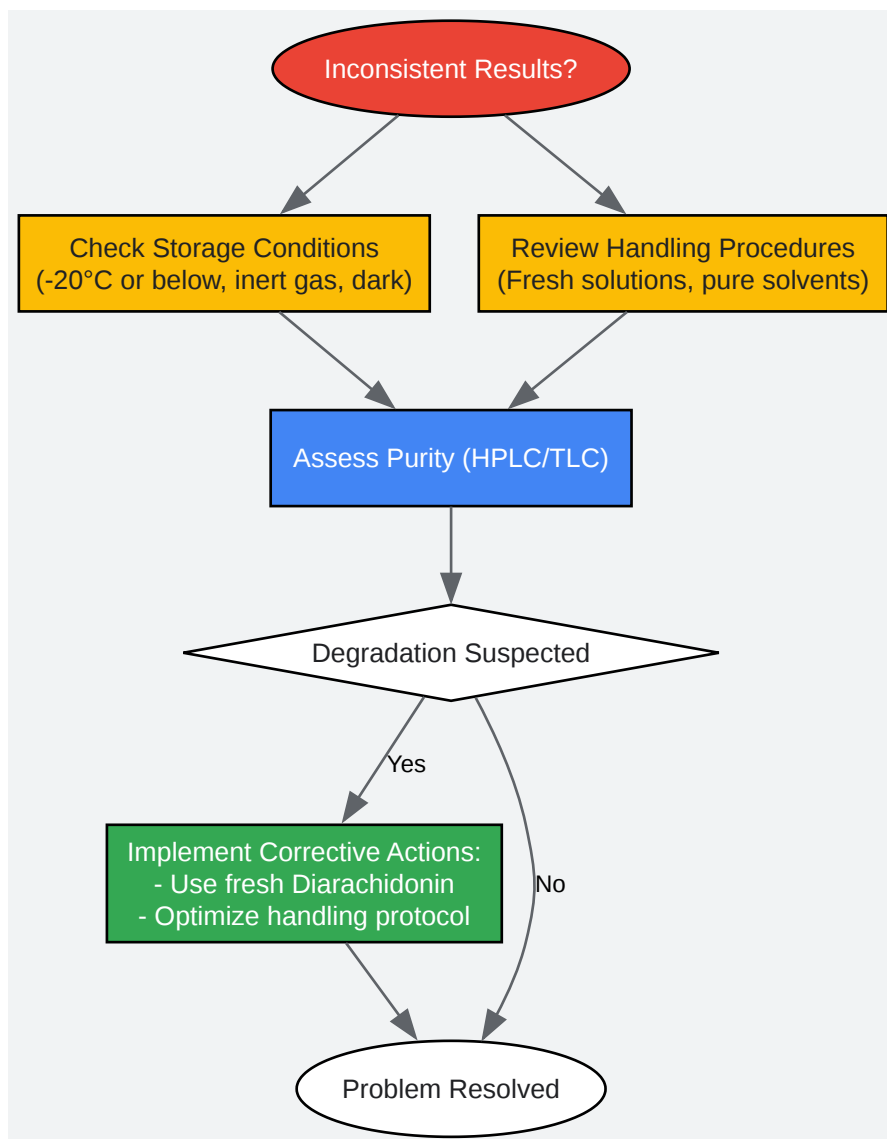 Inconsistent Results?
Check Storage Conditions
(-20°C or below, inert gas, dark)
Review Handling Procedures
(Fresh solutions, pure solvents)
Assess Purity (HPLC/TLC)
Degradation Suspected
Yes
Implement Corrective Actions:
- Use fresh Diarachidonin
- Optimize handling protocol
No
Problem Resolved